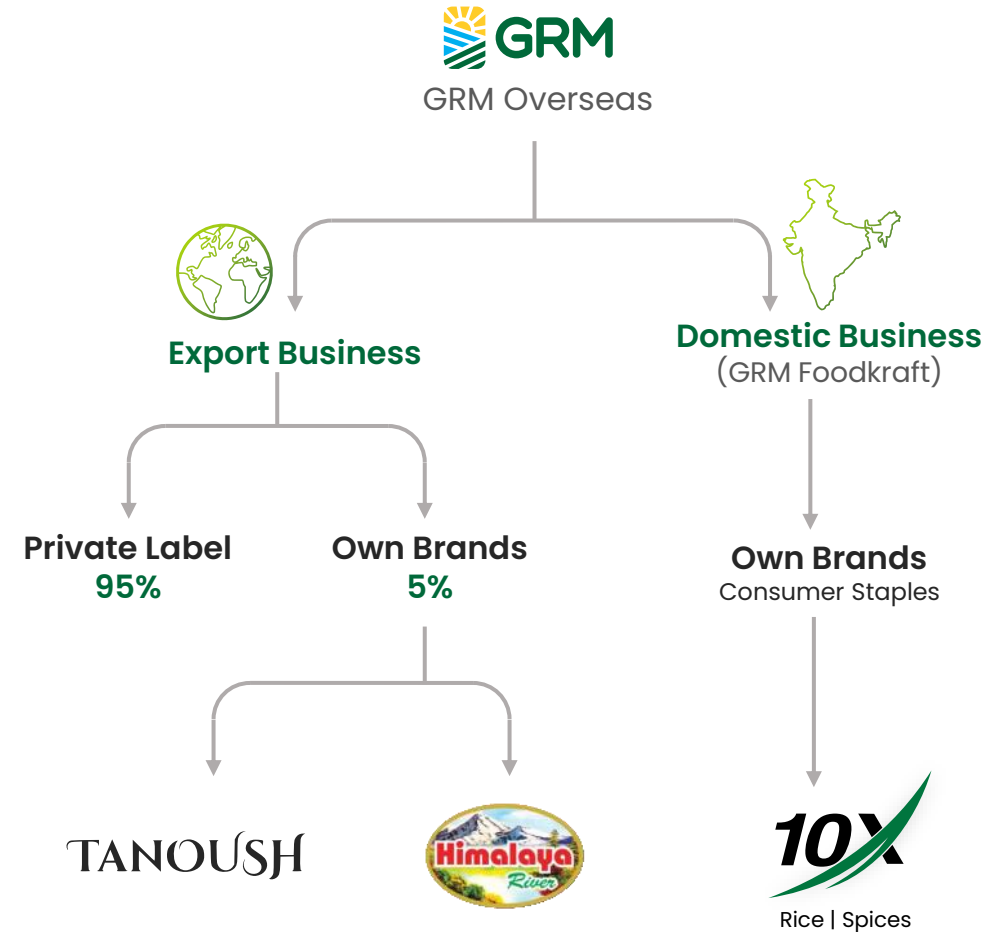 GRM
GRM Overseas
Export Business
Domestic Business
(GRM Foodkraft)
Private Label
95%
Own Brands
5%
Own Brands
Consumer Staples
TANOUSH
Himalaya
River
10X
Rice | Spices